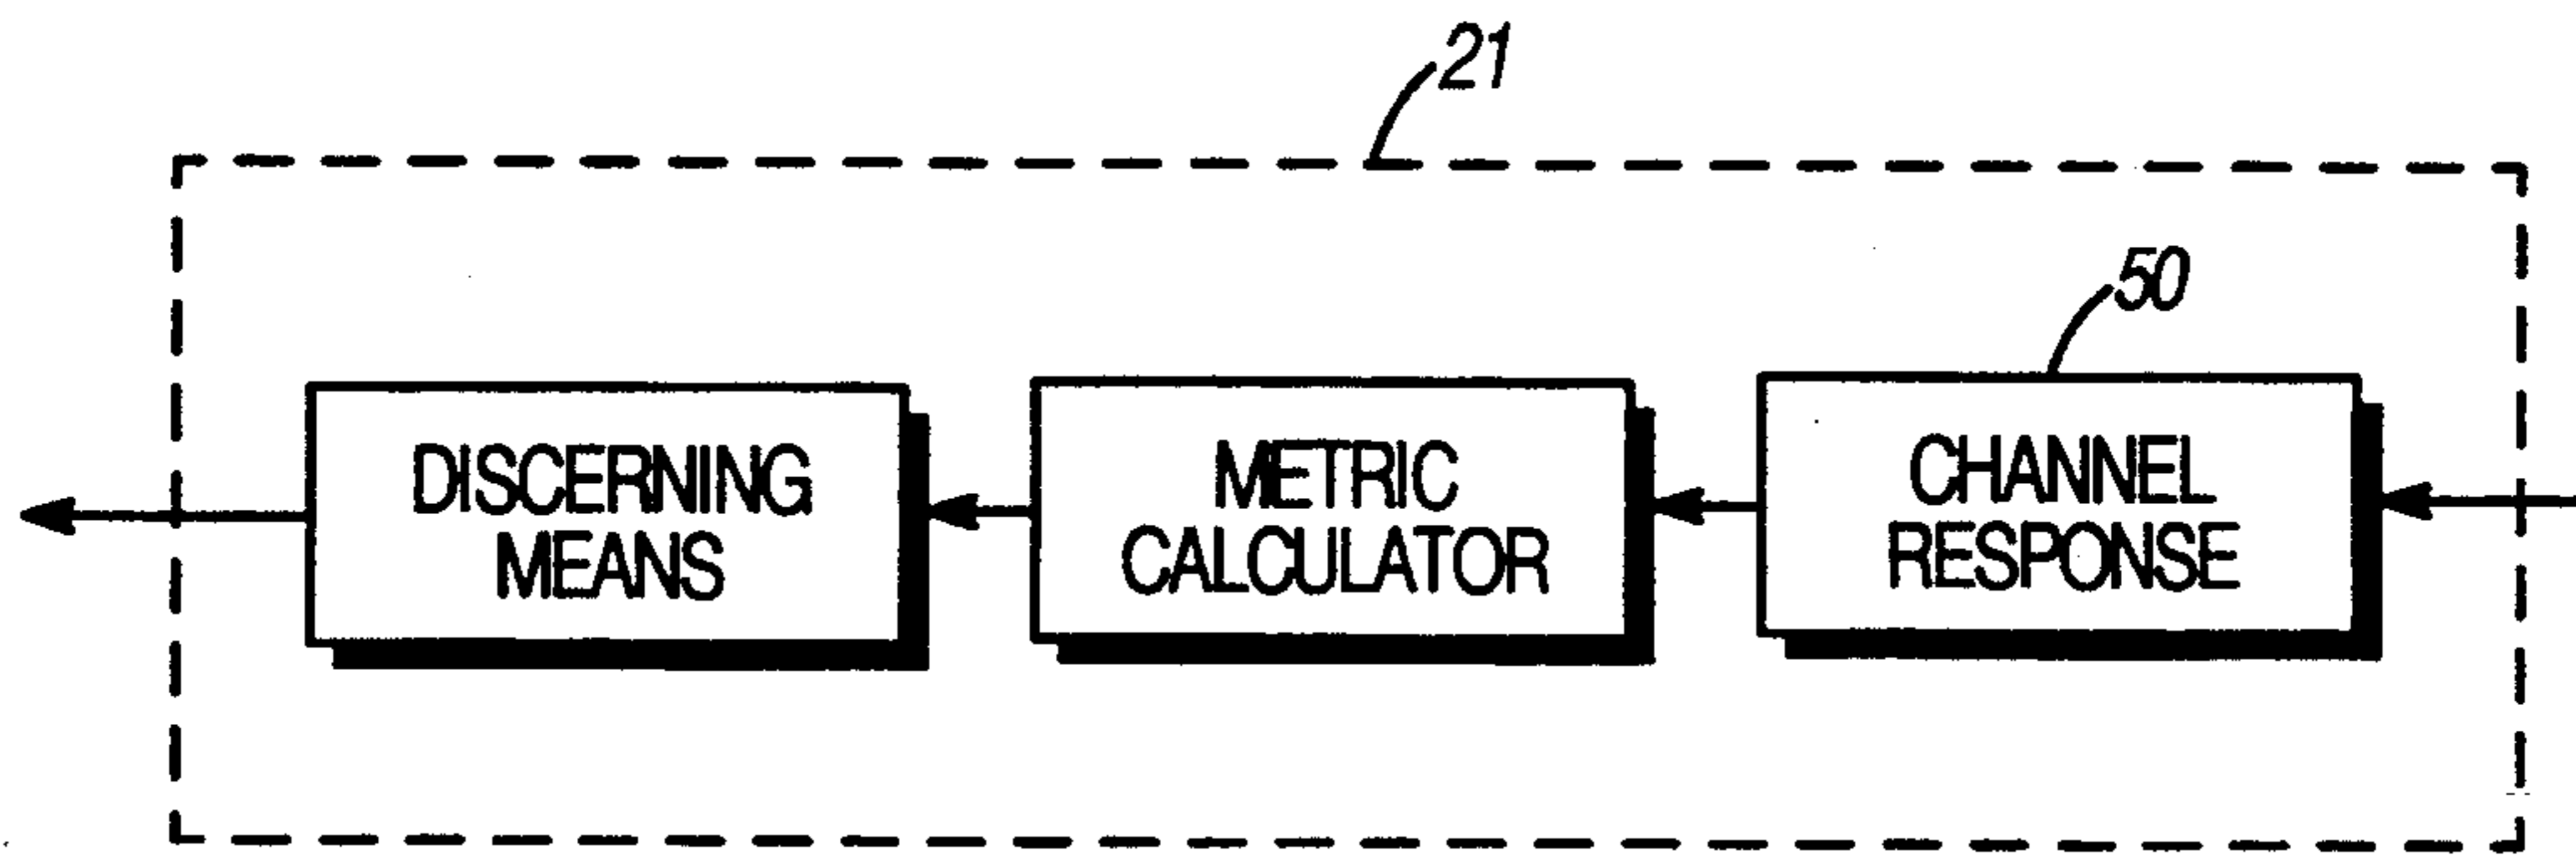 21
50
DISCERNING
MEANS
METRIC
CALCULATOR
CHANNEL
RESPONSE